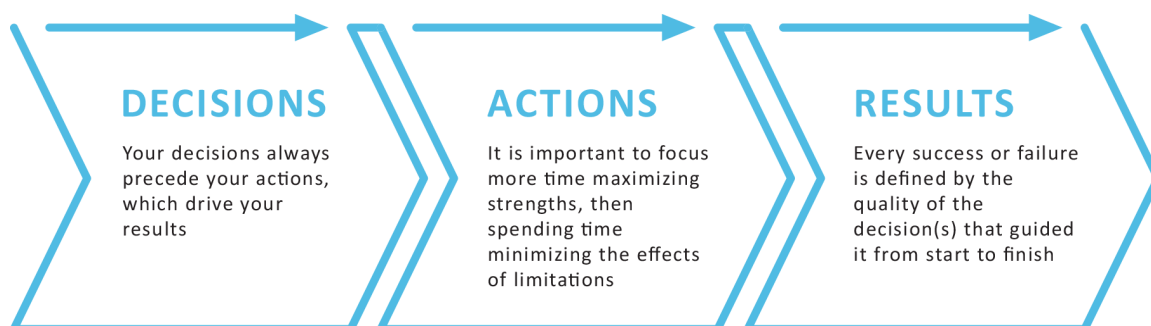 DECISIONS
Your decisions always
precede your actions,
which drive your
results
ACTIONS
It is important to focus
more time maximizing
strengths, then
spending time
minimizing the effects
of limitations
RESULTS
Every success or failure
is defined by the
quality of the
decision(s) that guided
it from start to finish